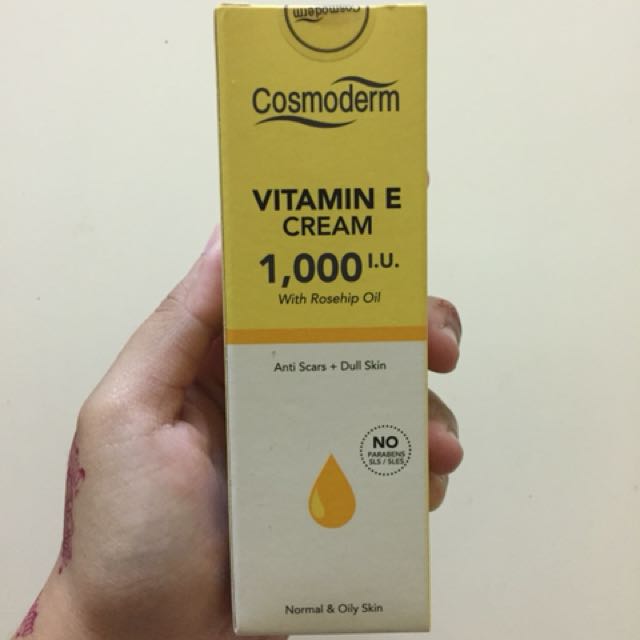 Cosmoderm
Cosmoderm
VITAMIN E
CREAM
1,000 I.U.
With Rosehip Oil
Anti Scars + Dull Skin
NO
PARABENS
SLS / SLES
Normal & Oily Skin